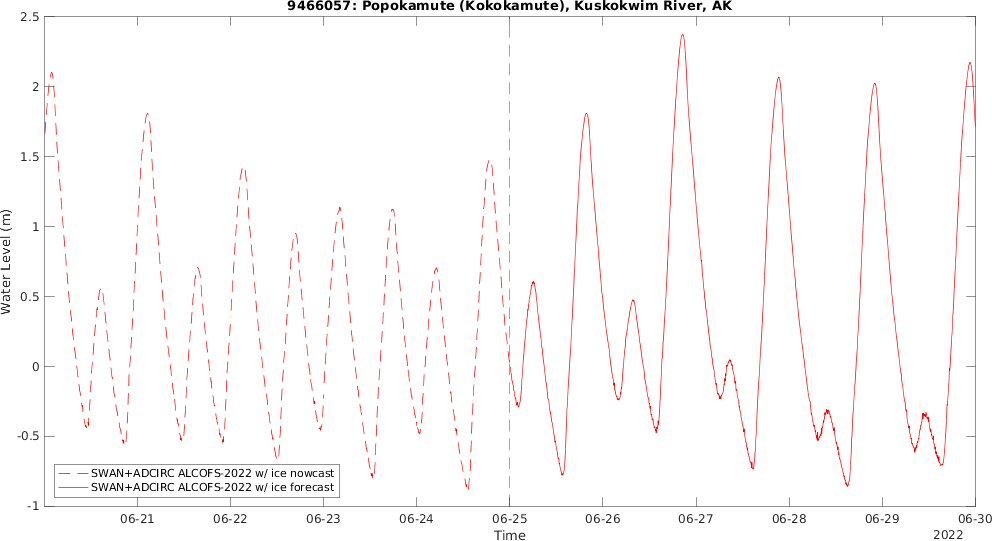 9466057: Popokamute (Kokokamute), Kuskokwim River, AK
Water Level (m)
2.5
2
1.5
1
0.5
0
-0.5
-1
SWAN+ADCIRC ALCOFS-2022 w/ ice nowcast
SWAN+ADCIRC ALCOFS-2022 w/ ice forecast
06-21 06-22 06-23 06-24 06-25 06-26 06-27 06-28 06-29 06-30
Time
2022